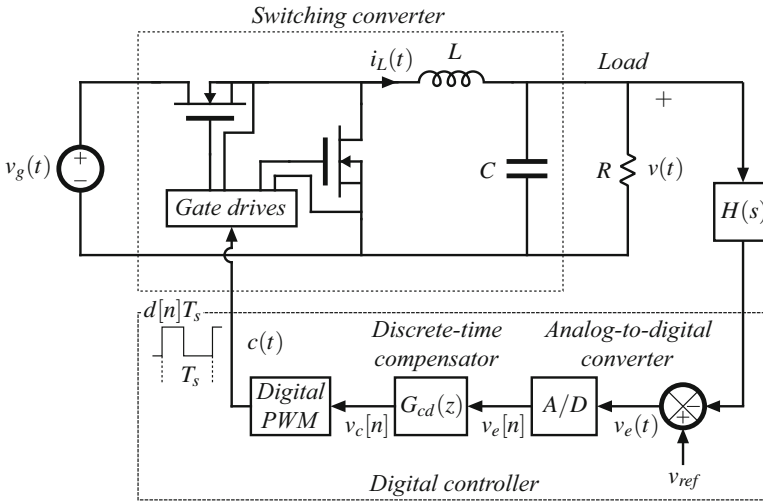 Switching converter
i_L(t)
L
Load
+
v_g(t)
+
−
C
R
v(t)
H(s)
Gate drives
d[n]T_s
T_s
c(t)
Discrete-time
compensator
Analog-to-digital
converter
Digital
PWM
G_cd(z)
A/D
−
+
v_c[n]
v_e[n]
v_e(t)
v_ref
Digital controller